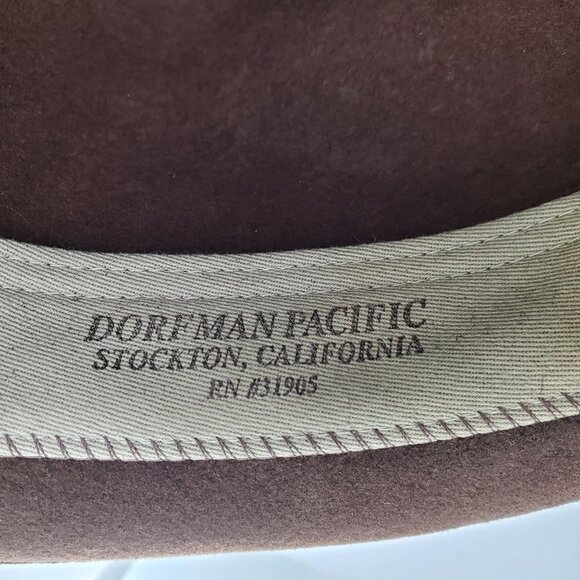 DORFMAN PACIFIC
STOCKTON, CALIFORNIA
RN #31905